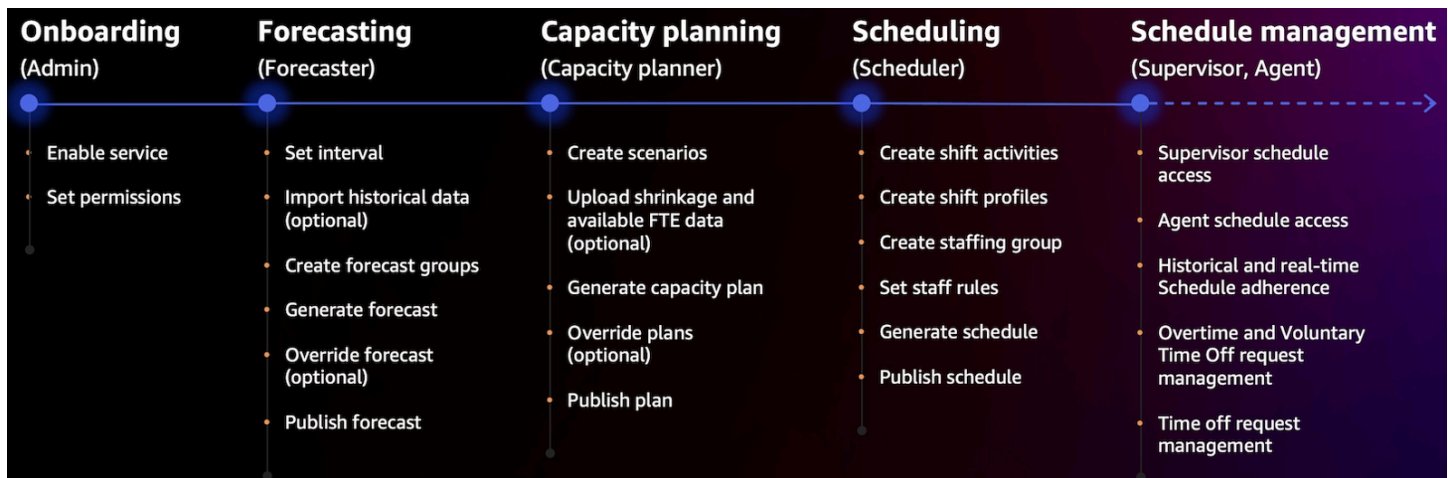 Onboarding
(Admin)
Enable service
Set permissions
Forecasting
(Forecaster)
Set interval
Import historical data
(optional)
Create forecast groups
Generate forecast
Override forecast
(optional)
Publish forecast
Capacity planning
(Capacity planner)
Create scenarios
Upload shrinkage and
available FTE data
(optional)
Generate capacity plan
Override plans
(optional)
Publish plan
Scheduling
(Scheduler)
Create shift activities
Create shift profiles
Create staffing group
Set staff rules
Generate schedule
Publish schedule
Schedule management
(Supervisor, Agent)
Supervisor schedule
access
Agent schedule access
Historical and real-time
Schedule adherence
Overtime and Voluntary
Time Off request
management
Time off request
management